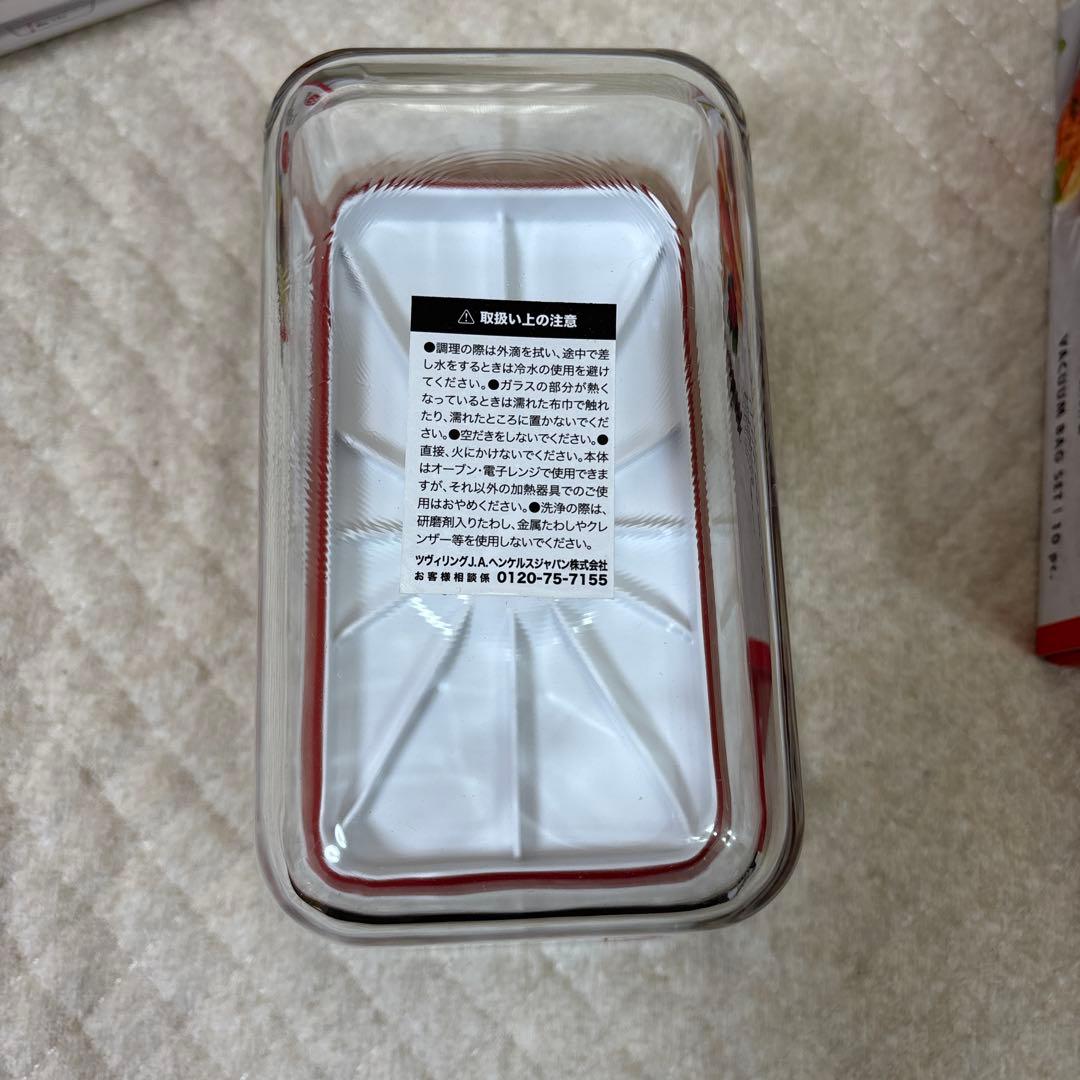 ⚠ 取扱い上の注意
●調理の際は外滴を拭い、途中で差
し水をするときは冷水の使用を避け
てください。●ガラスの部分が熱く
なっているときは濡れた布巾で触れ
たり、濡れたところに置かないでくだ
さい。●空だきをしないでください。●
直接、火にかけないでください。本体
はオーブン・電子レンジで使用できま
すが、それ以外の加熱器具でのご使
用はおやめください。●洗浄の際は、
研磨剤入りたわし、金属たわしやクレ
ンザー等を使用しないでください。
ツヴィリングJ.A.ヘンケルスジャパン株式会社
お客様相談係 0120-75-7155
VACUUM BAG SET | 10 pc.